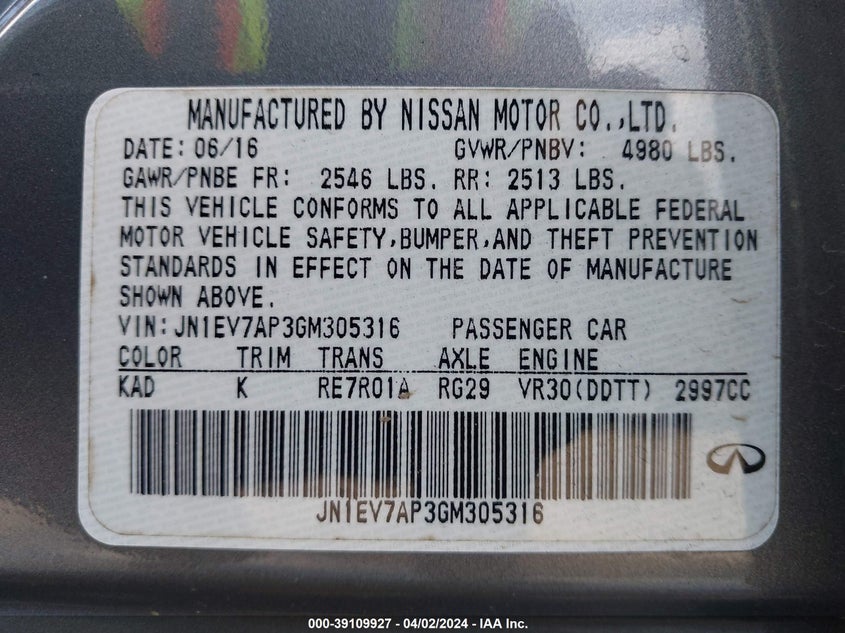 MANUFACTURED BY NISSAN MOTOR CO.,LTD.
DATE: 06/16 GVWR/PNBV: 4980 LBS.
GAWR/PNBE FR: 2546 LBS. RR: 2513 LBS.
THIS VEHICLE CONFORMS TO ALL APPLICABLE FEDERAL
MOTOR VEHICLE SAFETY,BUMPER,AND THEFT PREVENTION
STANDARDS IN EFFECT ON THE DATE OF MANUFACTURE
SHOWN ABOVE.
VIN: JN1EV7AP3GM305316 PASSENGER CAR
COLOR TRIM TRANS AXLE ENGINE
KAD K RE7R01A RG29 VR30(DDTT) 2997CC
JN1EV7AP3GM305316
000-39109927 - 04/02/2024 - IAA Inc.